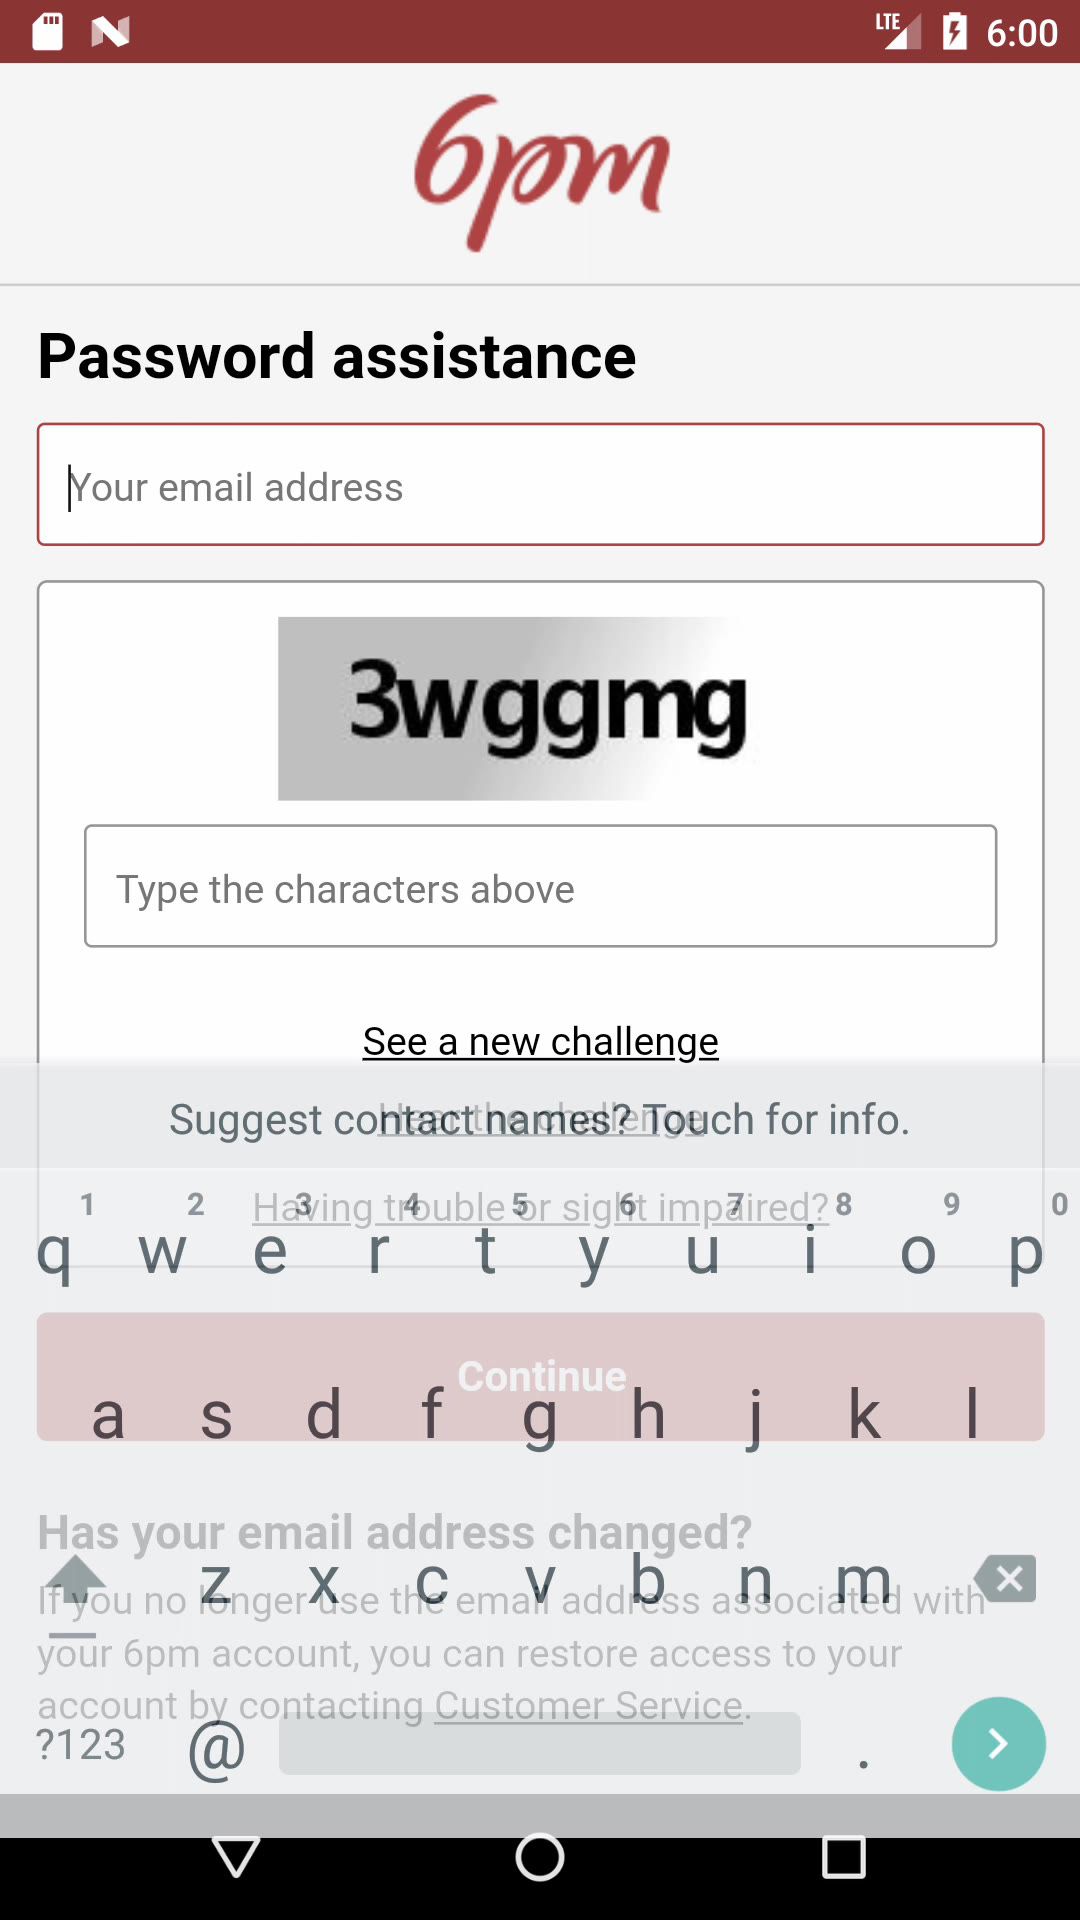 LTE 6:00
6pm
Password assistance
Your email address
3wggmg
Type the characters above
See a new challenge
Hear the challenge
Suggest contact names? Touch for info.
Having trouble or sight impaired?
1 2 3 4 5 6 7 8 9 0
q w e r t y u i o p
Continue
a s d f g h j k l
Has your email address changed?
z x c v b n m
If you no longer use the email address associated with
your 6pm account, you can restore access to your
account by contacting Customer Service.
?123 @ .